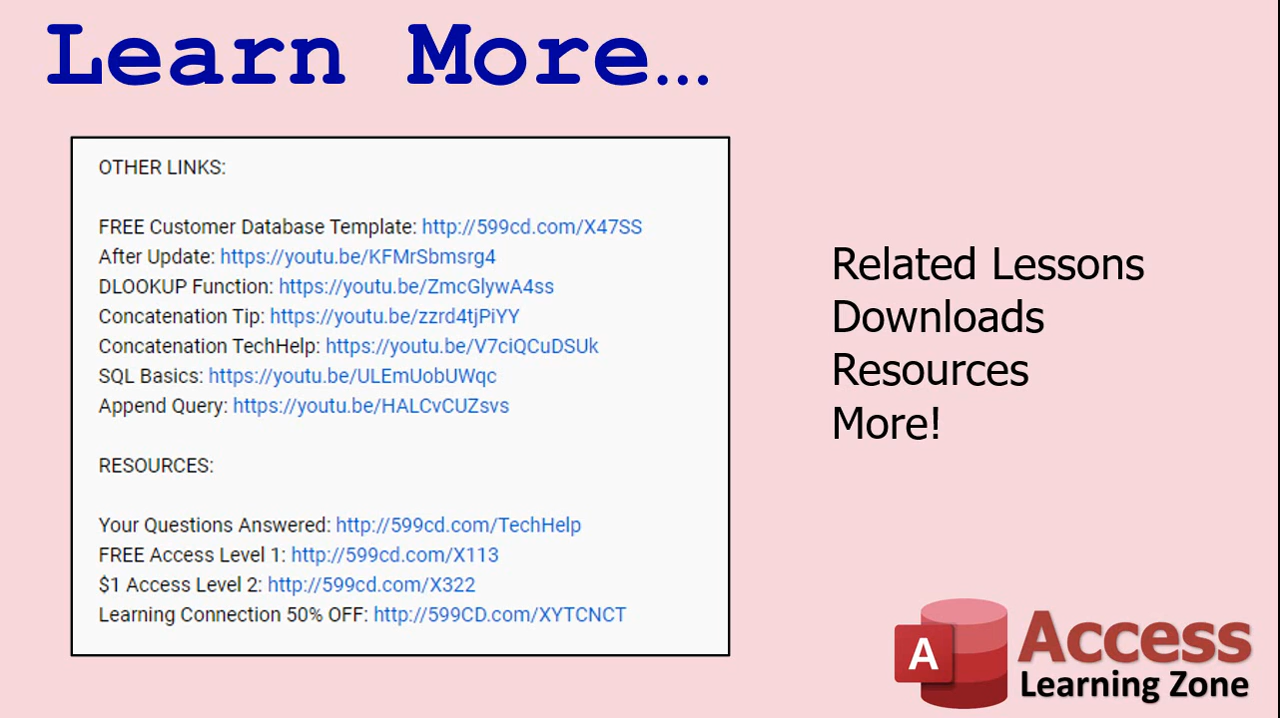 Learn More...
OTHER LINKS:
FREE Customer Database Template: http://599cd.com/X47SS
After Update: https://youtu.be/KFMrSbmsrg4
DLOOKUP Function: https://youtu.be/ZmcGlywA4ss
Concatenation Tip: https://youtu.be/zzrd4tjPiYY
Concatenation TechHelp: https://youtu.be/V7ciQCuDSUk
SQL Basics: https://youtu.be/ULEmUobUWqc
Append Query: https://youtu.be/HALCvCUZsvs
RESOURCES:
Your Questions Answered: http://599cd.com/TechHelp
FREE Access Level 1: http://599cd.com/X113
$1 Access Level 2: http://599cd.com/X322
Learning Connection 50% OFF: http://599CD.com/XYTCNCT
Related Lessons
Downloads
Resources
More!
A
Access
Learning Zone